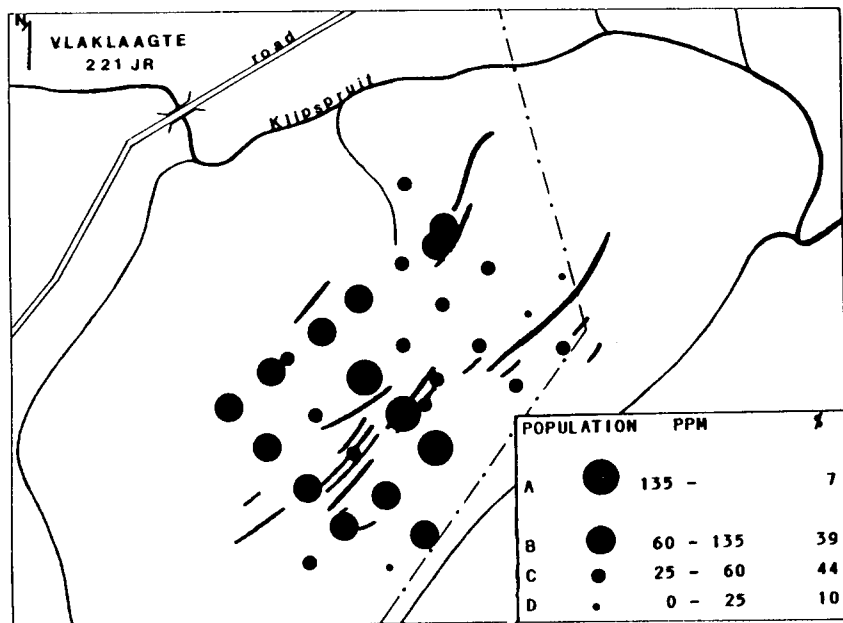 N
VLAKLAAGTE
221 JR
road
Klipspruit
POPULATION PPM %
A 135 - 7
B 60 - 135 39
C 25 - 60 44
D 0 - 25 10